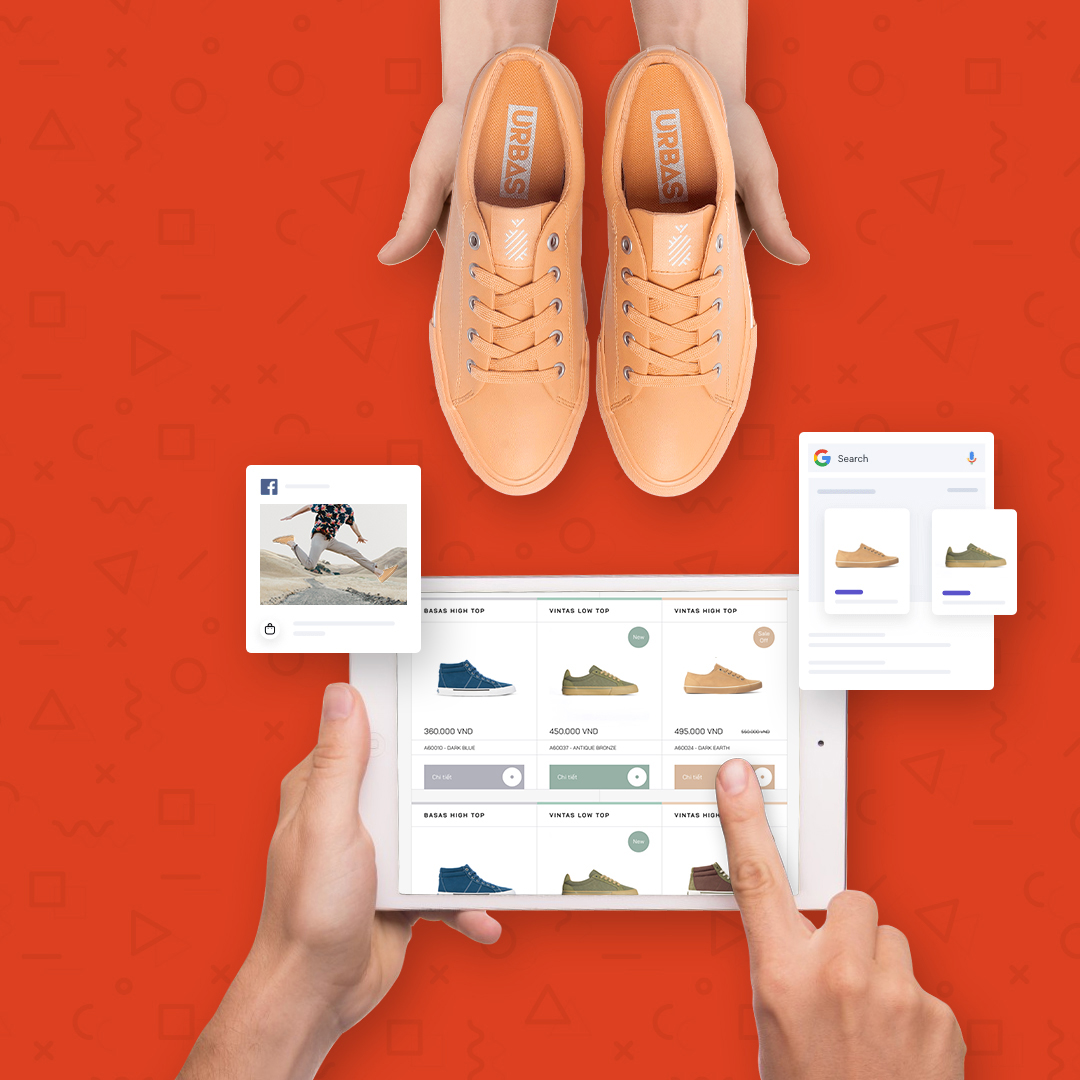 URBAS
URBAS
Search
BASAS HIGH TOP
VINTAS LOW TOP
VINTAS HIGH TOP
New
Sale
Off
360.000 VND
450.000 VND
495.000 VND
550.000 VND
A60010 - DARK BLUE
A60037 - ANTIQUE BRONZE
A60024 - DARK EARTH
Chi tiết
Chi tiết
Chi tiết
BASAS HIGH TOP
VINTAS LOW TOP
VINTAS HIGH
New